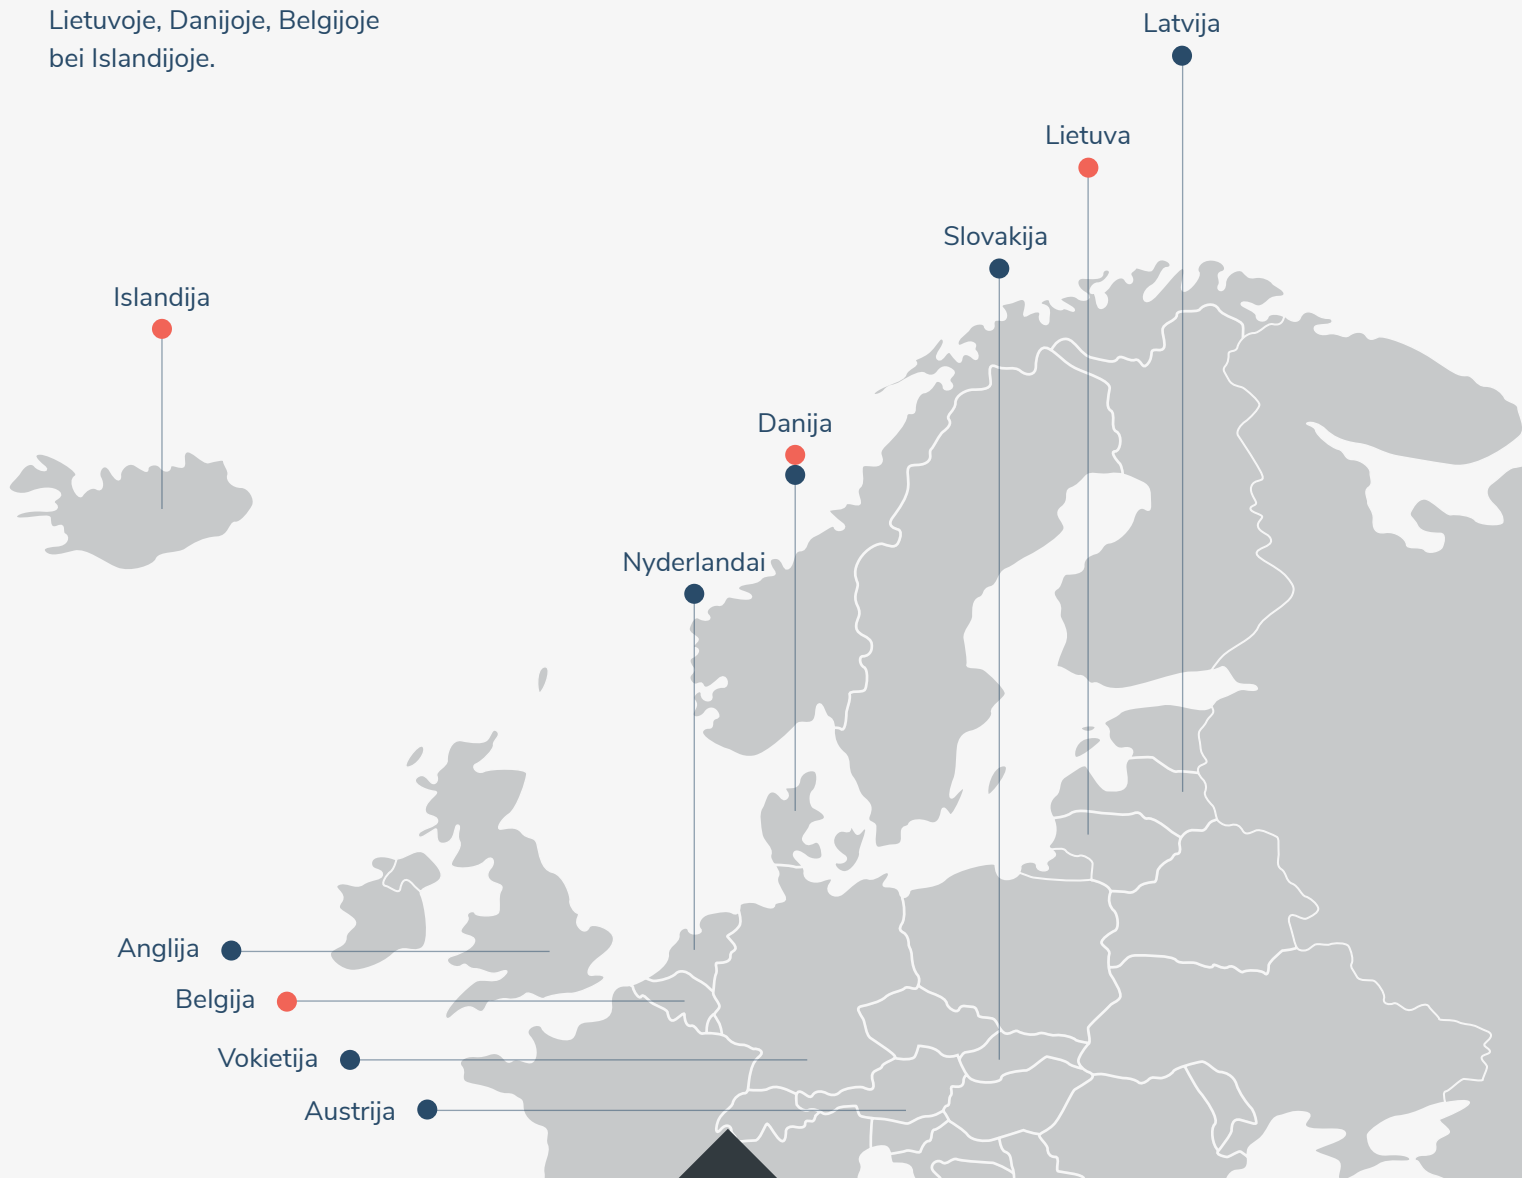 Lietuvoje, Danijoje, Belgijoje
bei Islandijoje.
Latvija
Lietuva
Slovakija
Islandija
Danija
Nyderlandai
Anglija
Belgija
Vokietija
Austrija